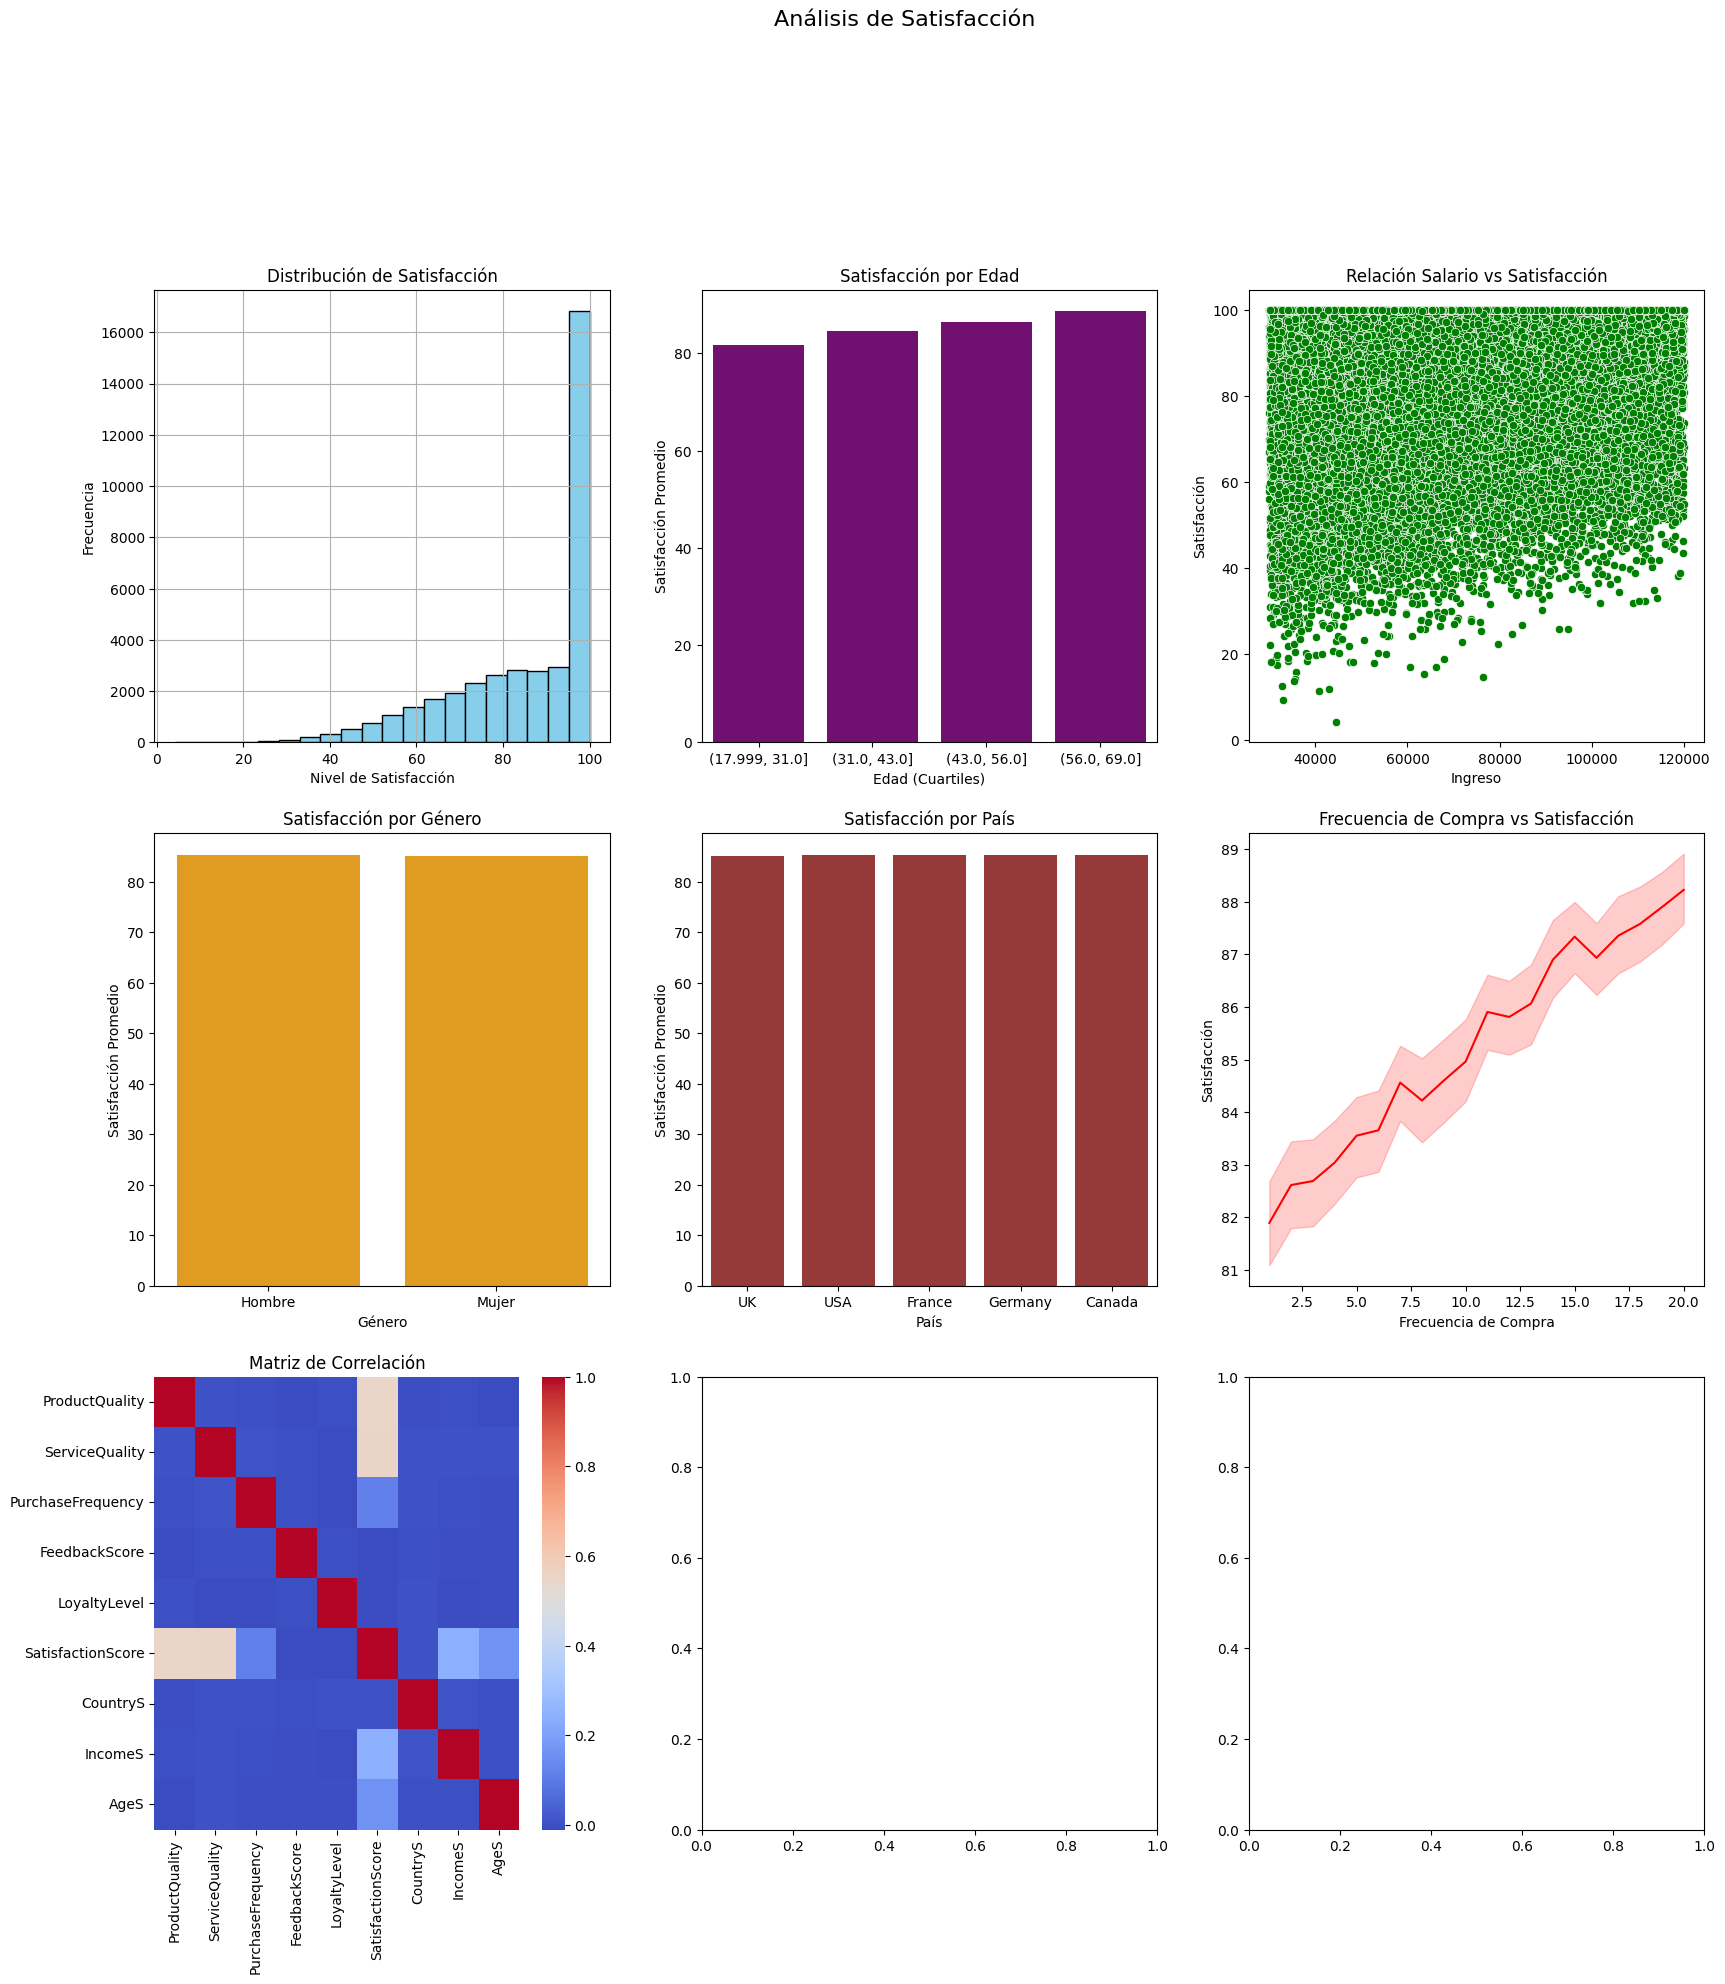 Análisis de Satisfacción
Distribución de Satisfacción
16000
14000
12000
10000
8000
6000
4000
2000
0
Frecuencia
0 20 40 60 80 100
Nivel de Satisfacción
Satisfacción por Edad
80
60
40
20
0
Satisfacción Promedio
(17.999, 31.0] (31.0, 43.0] (43.0, 56.0] (56.0, 69.0]
Edad (Cuartiles)
Relación Salario vs Satisfacción
100
80
60
40
20
0
Satisfacción
40000 60000 80000 100000 120000
Ingreso
Satisfacción por Género
80
70
60
50
40
30
20
10
0
Satisfacción Promedio
Hombre Mujer
Género
Satisfacción por País
80
70
60
50
40
30
20
10
0
Satisfacción Promedio
UK USA France Germany Canada
País
Frecuencia de Compra vs Satisfacción
89
88
87
86
85
84
83
82
81
Satisfacción
2.5 5.0 7.5 10.0 12.5 15.0 17.5 20.0
Frecuencia de Compra
Matriz de Correlación
ProductQuality
ServiceQuality
PurchaseFrequency
FeedbackScore
LoyaltyLevel
SatisfactionScore
CountryS
IncomeS
AgeS
ProductQuality
ServiceQuality
PurchaseFrequency
FeedbackScore
LoyaltyLevel
SatisfactionScore
CountryS
IncomeS
AgeS
1.0
0.8
0.6
0.4
0.2
0.0
1.0
0.8
0.6
0.4
0.2
0.0
0.0 0.2 0.4 0.6 0.8 1.0
1.0
0.8
0.6
0.4
0.2
0.0
0.0 0.2 0.4 0.6 0.8 1.0